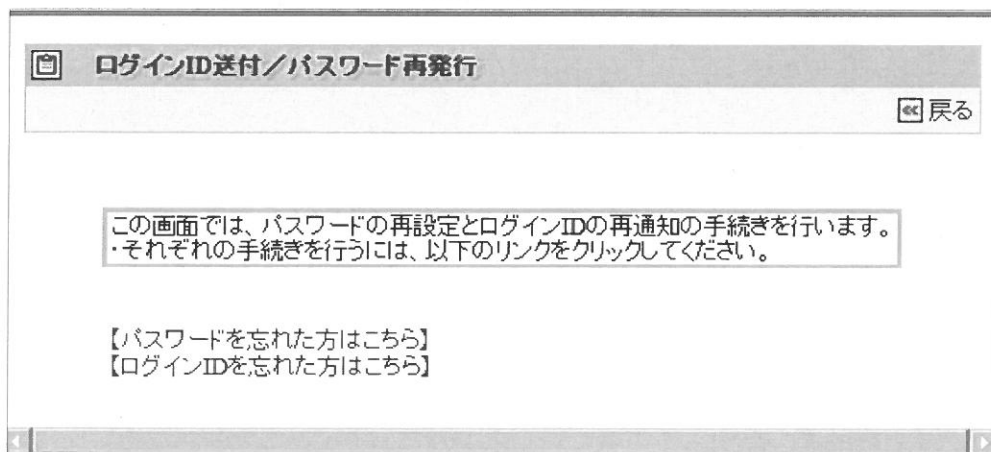 ログインID送付／パスワード再発行
戻る
この画面では、パスワードの再設定とログインIDの再通知の手続きを行います。
・それぞれの手続きを行うには、以下のリンクをクリックしてください。
【パスワードを忘れた方はこちら】
【ログインIDを忘れた方はこちら】